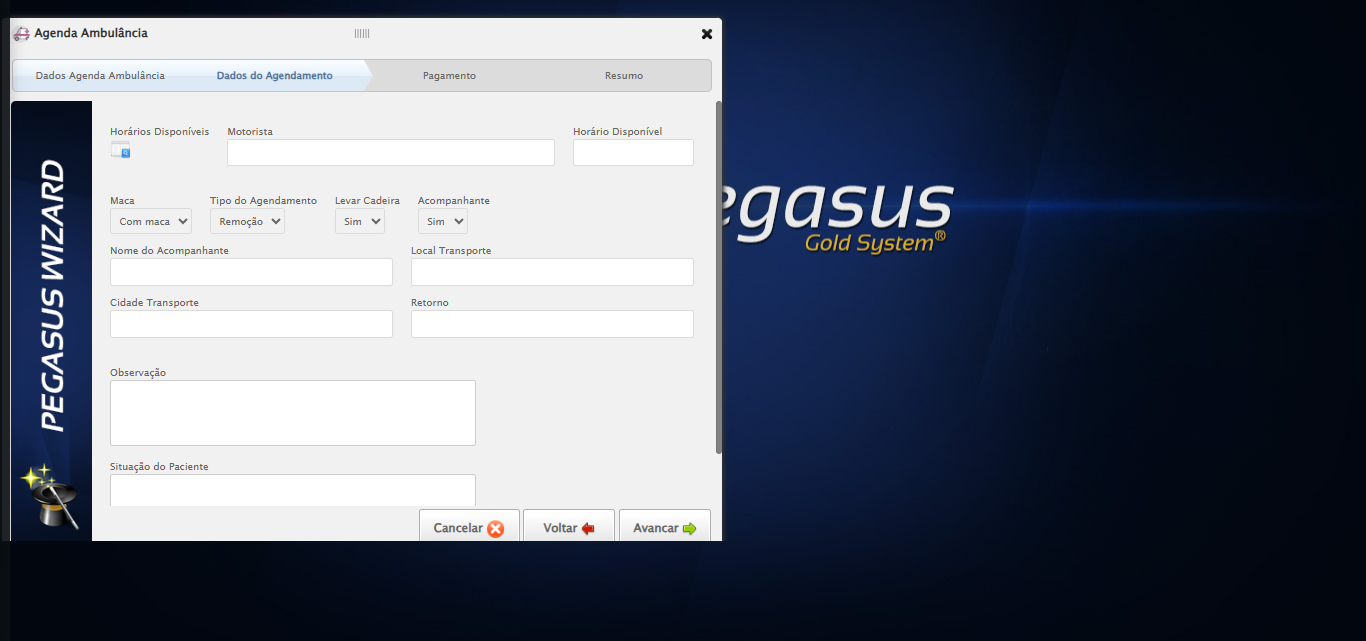 Agenda Ambulância
Dados Agenda Ambulância Dados do Agendamento Pagamento Resumo
PEGASUS WIZARD
Horários Disponíveis Motorista Horário Disponível
Maca Tipo do Agendamento Levar Cadeira Acompanhante
Com maca Remoção Sim Sim
Nome do Acompanhante Local Transporte
Cidade Transporte Retorno
Observação
Situação do Paciente
Cancelar Voltar Avancar
egasus
Gold System®